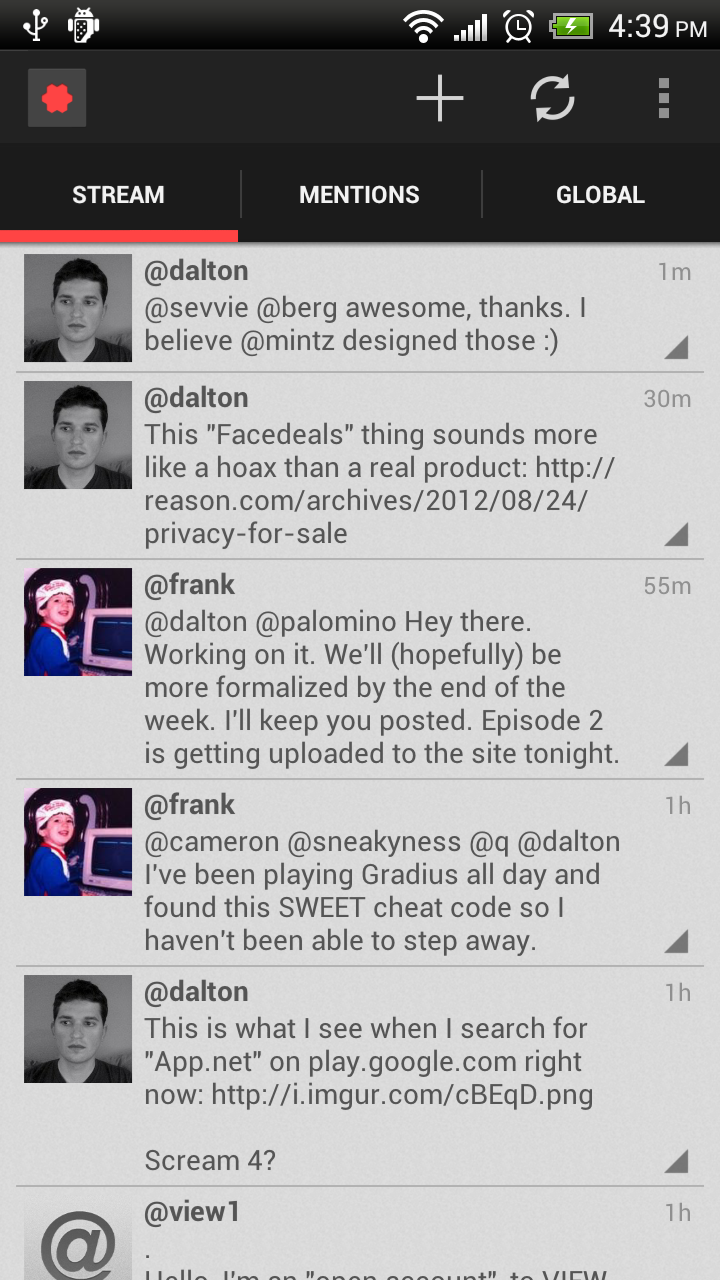 4:39 PM
STREAM
MENTIONS
GLOBAL
@dalton
1m
@sevvie @berg awesome, thanks. I
believe @mintz designed those :)
@dalton
30m
This "Facedeals" thing sounds more
like a hoax than a real product: http://
reason.com/archives/2012/08/24/
privacy-for-sale
@frank
55m
@dalton @palomino Hey there.
Working on it. We'll (hopefully) be
more formalized by the end of the
week. I'll keep you posted. Episode 2
is getting uploaded to the site tonight.
@frank
1h
@cameron @sneakyness @q @dalton
I've been playing Gradius all day and
found this SWEET cheat code so I
haven't been able to step away.
@dalton
1h
This is what I see when I search for
"App.net" on play.google.com right
now: http://i.imgur.com/cBEqD.png
Scream 4?
@
@view1
1h
.
Hello, I'm an "open account", to VIEW